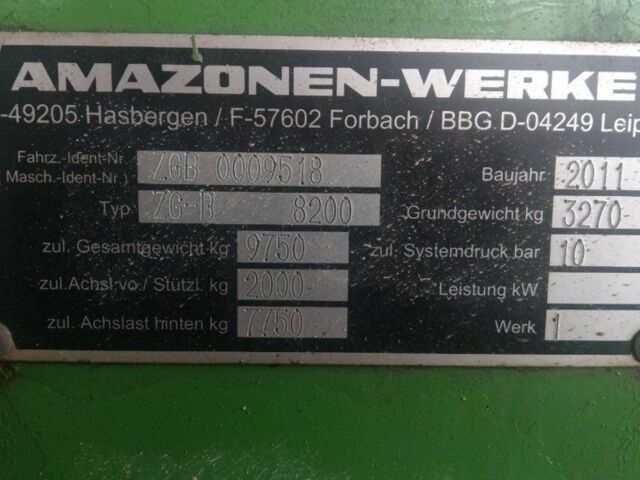 AMAZONEN-WERKE
-49205 Hasbergen / F-57602 Forbach / BBG D-04249 Leip
Fahrz.-Ident-Nr. ZGB 0009518 Baujahr 2011
Masch.-Ident-Nr.)
Typ ZG-B 8200 Grundgewicht kg 3270
zul. Gesamtgewicht kg 9750 zul. Systemdruck bar 10
zul. Achsl.vo./ Stützl. kg 2000 Leistung kW
zul. Achslast hinten kg 7750 Werk 1